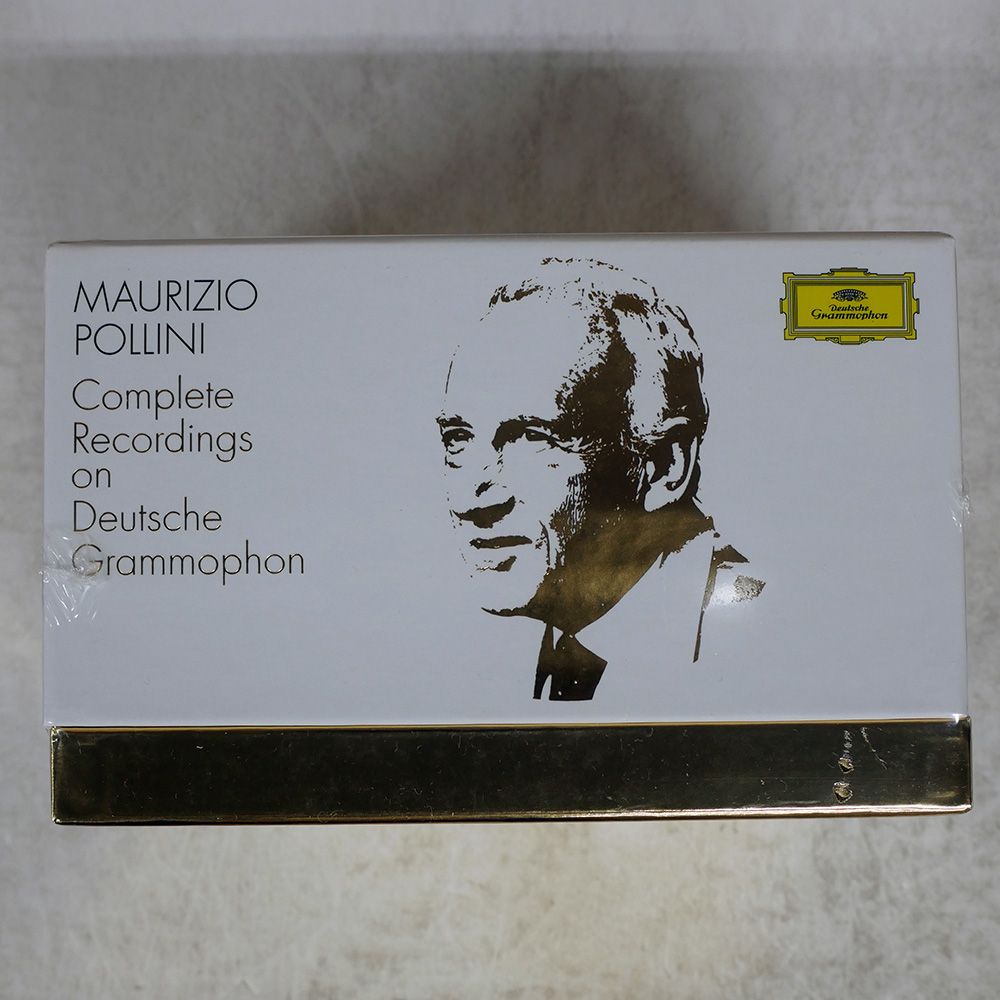 MAURIZIO
POLLINI
Complete
Recordings
on
Deutsche
Grammophon
Deutsche
Grammophon